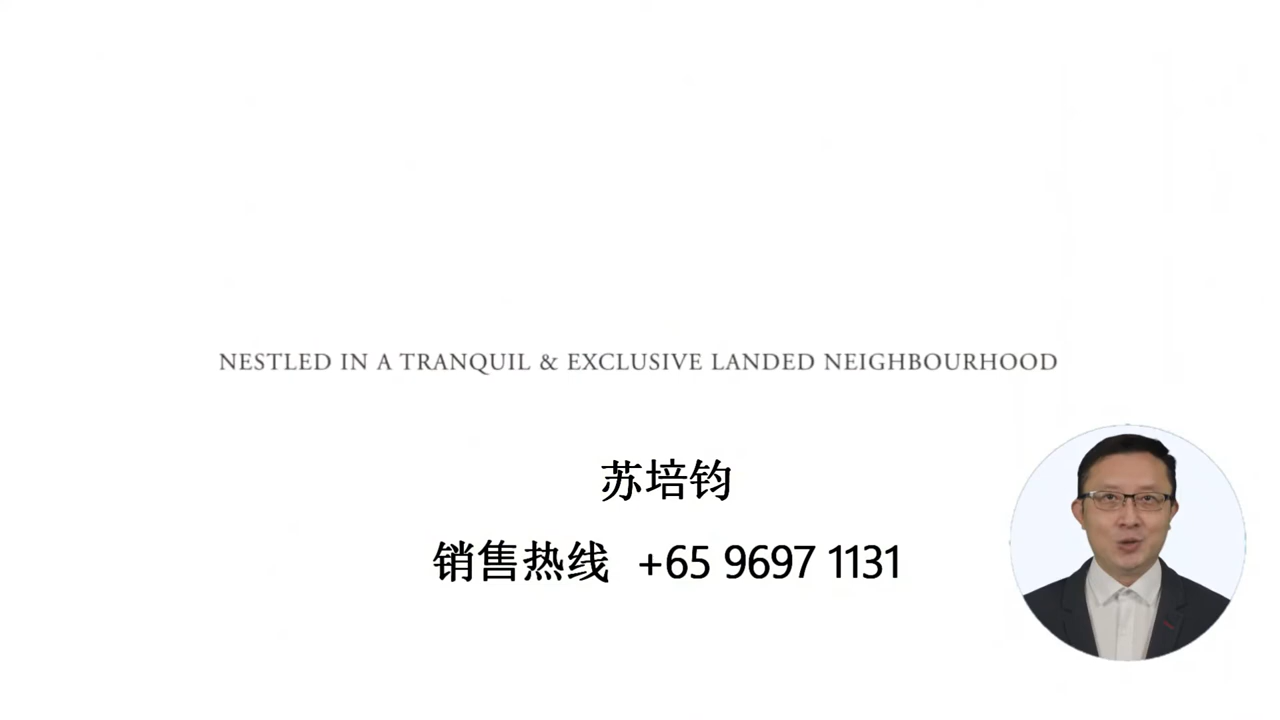 NESTLED IN A TRANQUIL & EXCLUSIVE LANDED NEIGHBOURHOOD
苏培钧
销售热线 +65 9697 1131